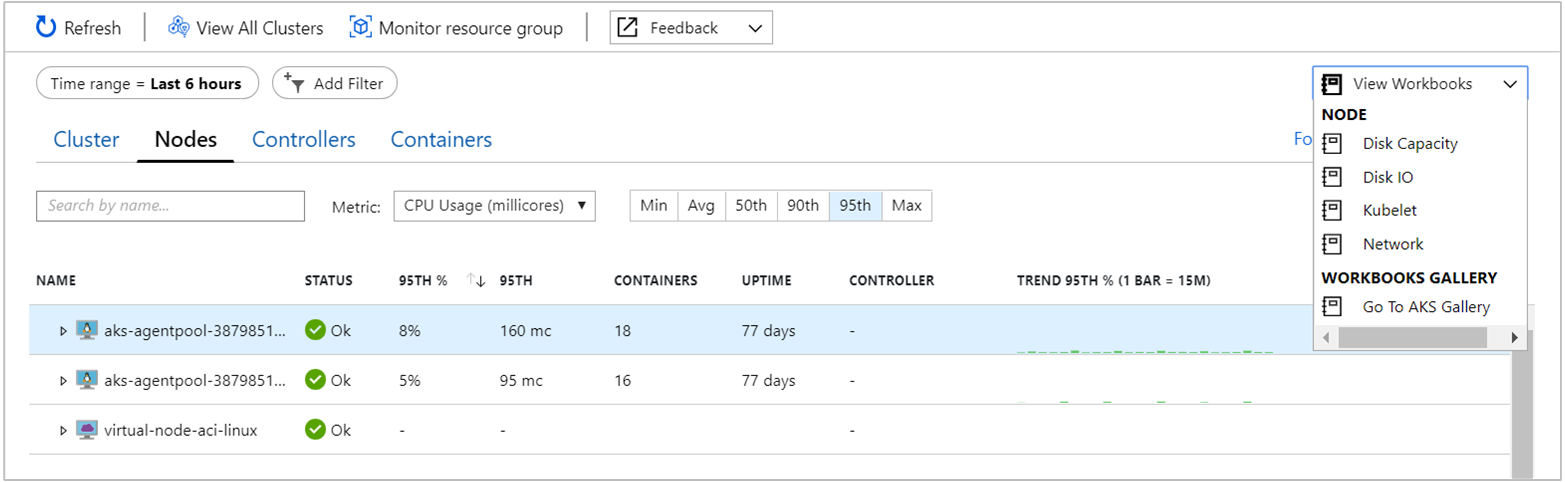 Refresh View All Clusters Monitor resource group Feedback
Time range = Last 6 hours Add Filter View Workbooks
NODE
Cluster Nodes Controllers Containers Fo Disk Capacity
Disk IO
Search by name... Metric: CPU Usage (millicores) Min Avg 50th 90th 95th Max Kubelet
Network
NAME STATUS 95TH % 95TH CONTAINERS UPTIME CONTROLLER TREND 95TH % (1 BAR = 15M) WORKBOOKS GALLERY
Go To AKS Gallery
aks-agentpool-3879851... Ok 8% 160 mc 18 77 days -
aks-agentpool-3879851... Ok 5% 95 mc 16 77 days -
virtual-node-aci-linux Ok - - -